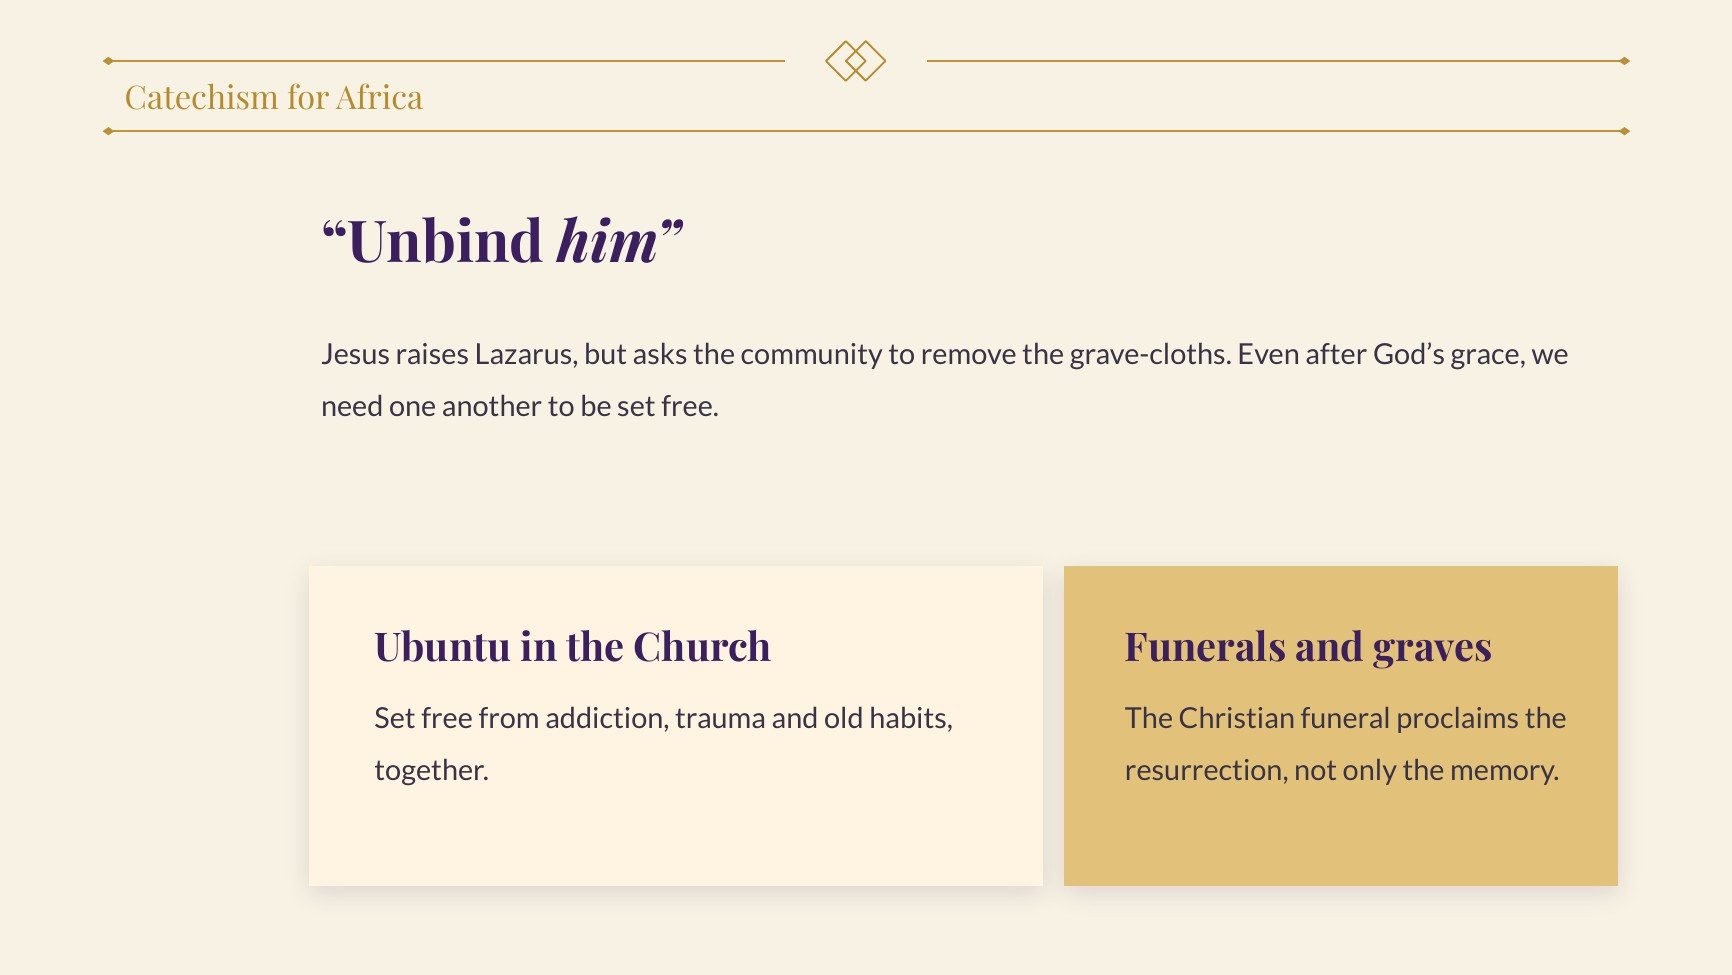 Catechism for Africa
“Unbind him”
Jesus raises Lazarus, but asks the community to remove the grave-cloths. Even after God’s grace, we
need one another to be set free.
Ubuntu in the Church
Set free from addiction, trauma and old habits,
together.
Funerals and graves
The Christian funeral proclaims the
resurrection, not only the memory.